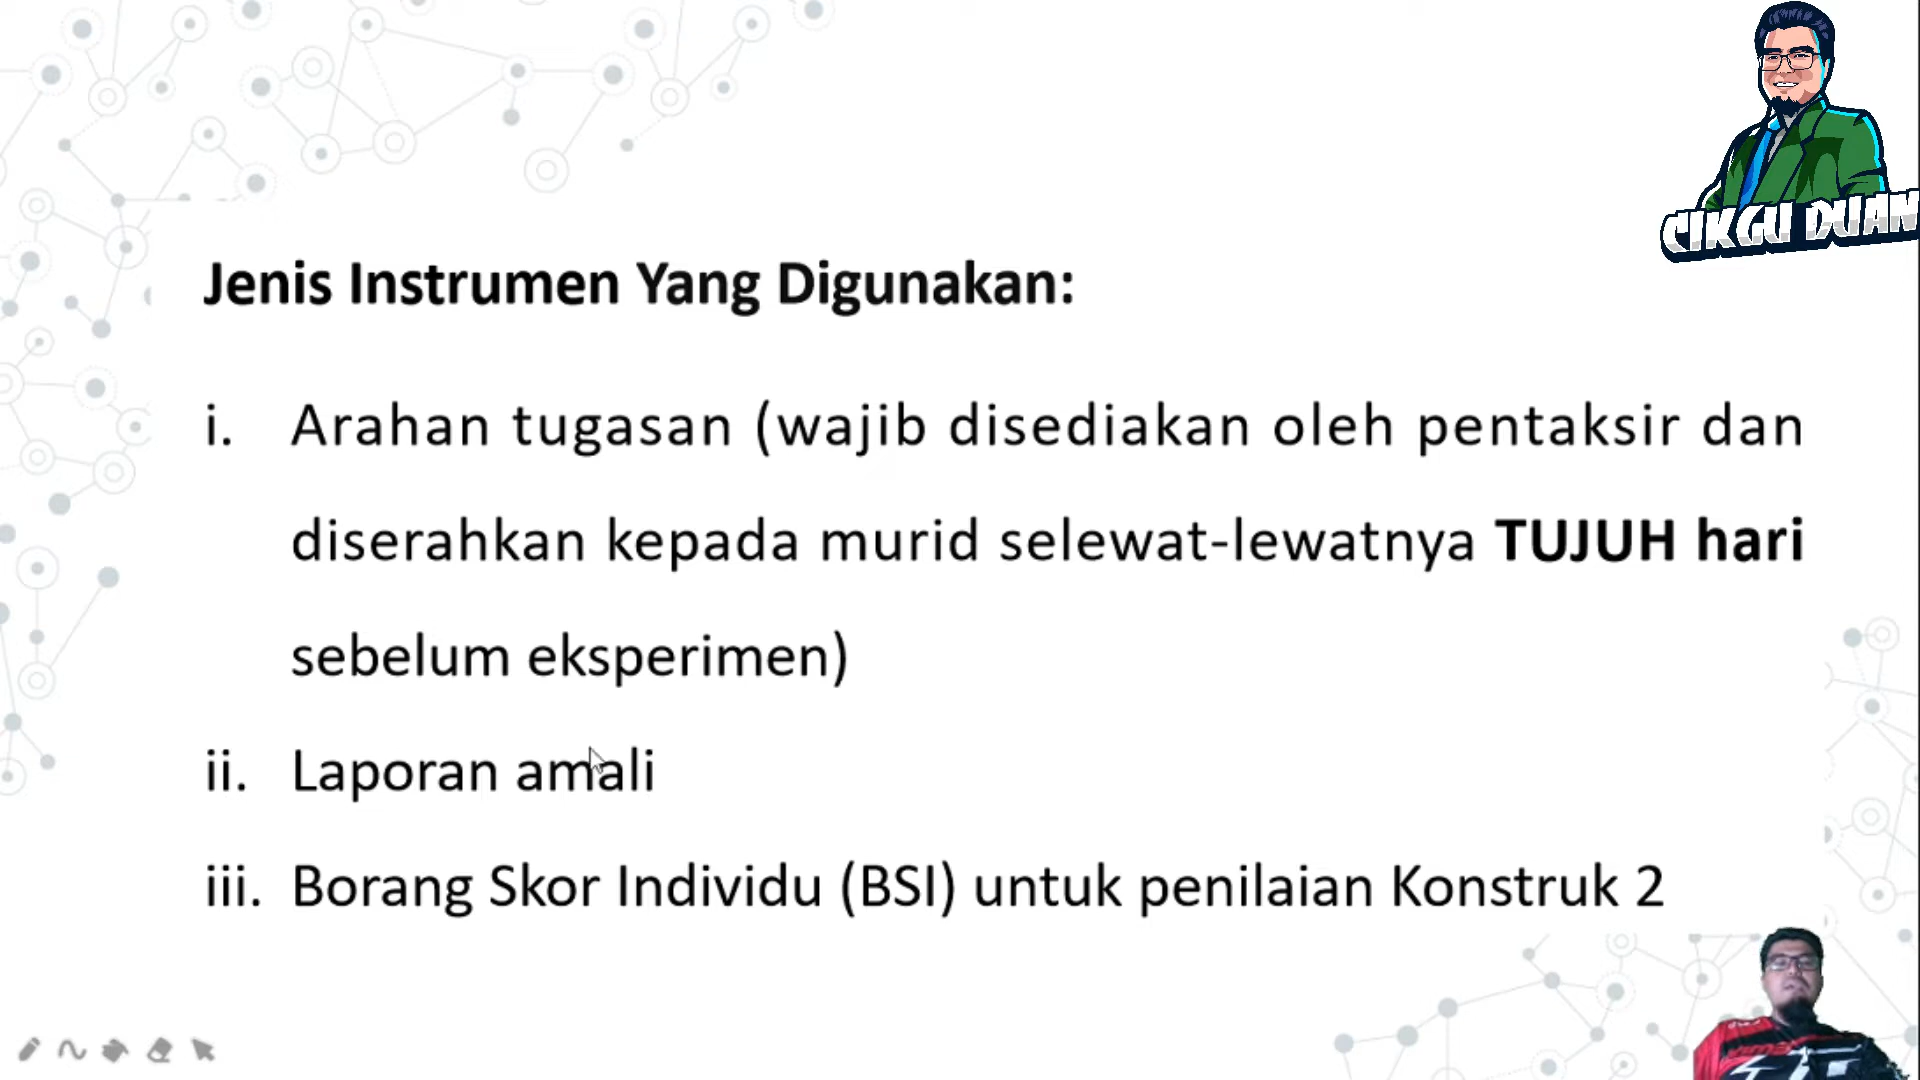 CIKGU DUAN
Jenis Instrumen Yang Digunakan:
i. Arahan tugasan (wajib disediakan oleh pentaksir dan
diserahkan kepada murid selewat-lewatnya TUJUH hari
sebelum eksperimen)
ii. Laporan amali
iii. Borang Skor Individu (BSI) untuk penilaian Konstruk 2